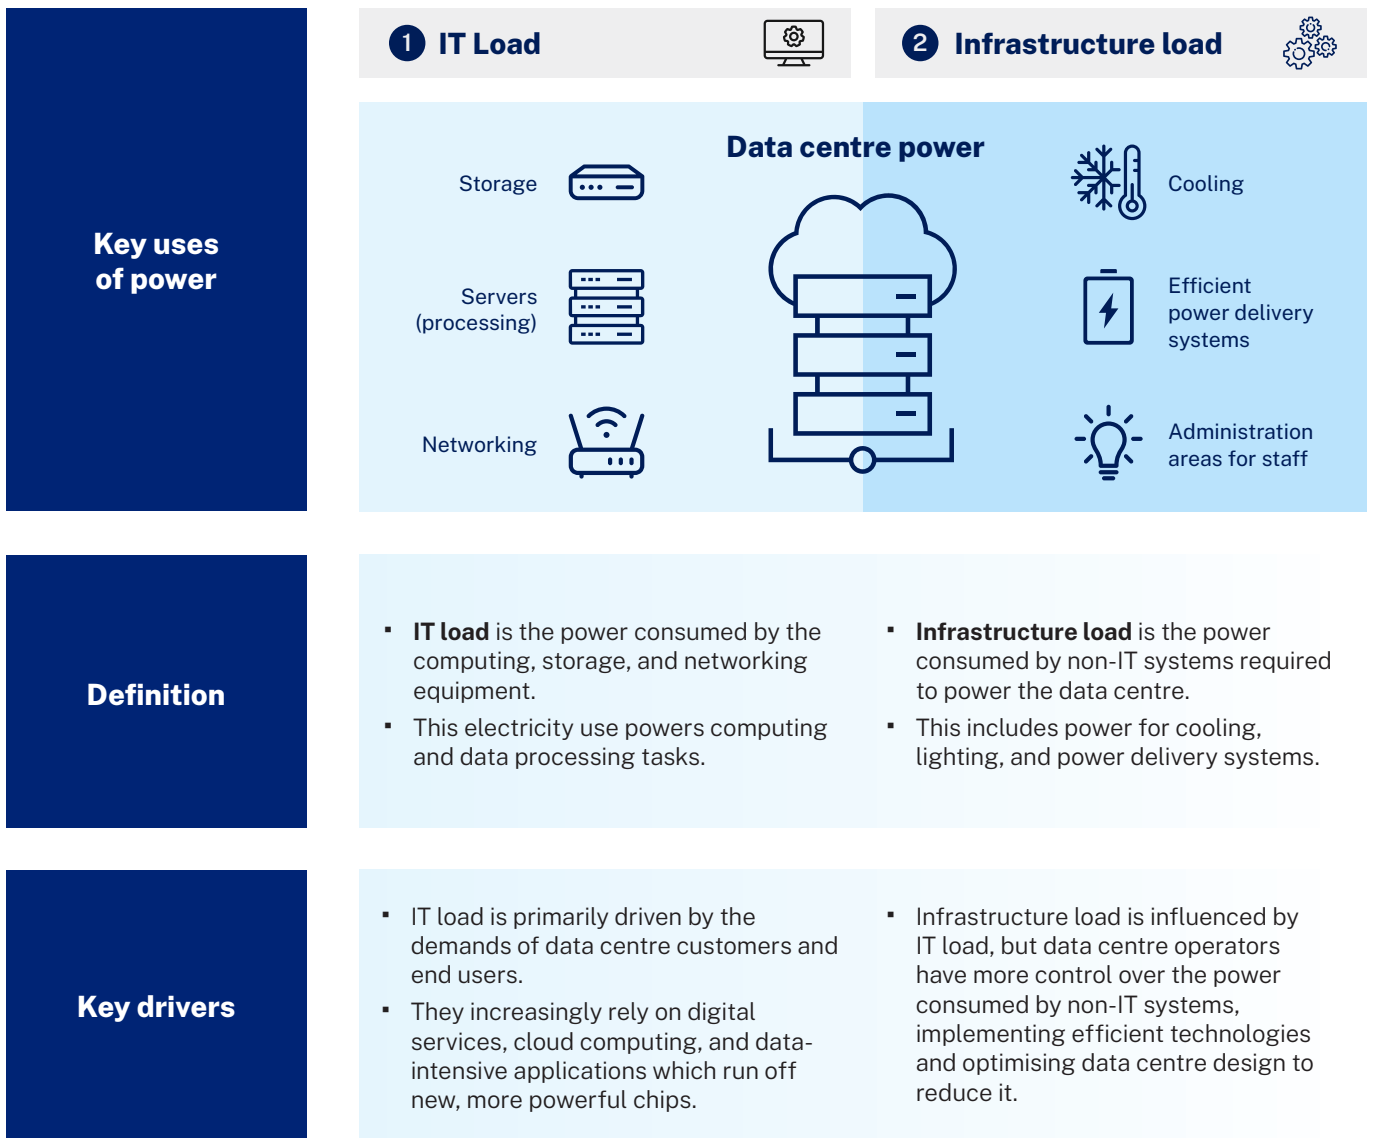 1 IT Load
2 Infrastructure load
Key uses
of power
Data centre power
Storage
Servers
(processing)
Networking
Cooling
Efficient
power delivery
systems
Administration
areas for staff
Definition
▪ IT load is the power consumed by the
computing, storage, and networking
equipment.
▪ This electricity use powers computing
and data processing tasks.
▪ Infrastructure load is the power
consumed by non-IT systems required
to power the data centre.
▪ This includes power for cooling,
lighting, and power delivery systems.
Key drivers
▪ IT load is primarily driven by the
demands of data centre customers and
end users.
▪ They increasingly rely on digital
services, cloud computing, and data-
intensive applications which run off
new, more powerful chips.
▪ Infrastructure load is influenced by
IT load, but data centre operators
have more control over the power
consumed by non-IT systems,
implementing efficient technologies
and optimising data centre design to
reduce it.